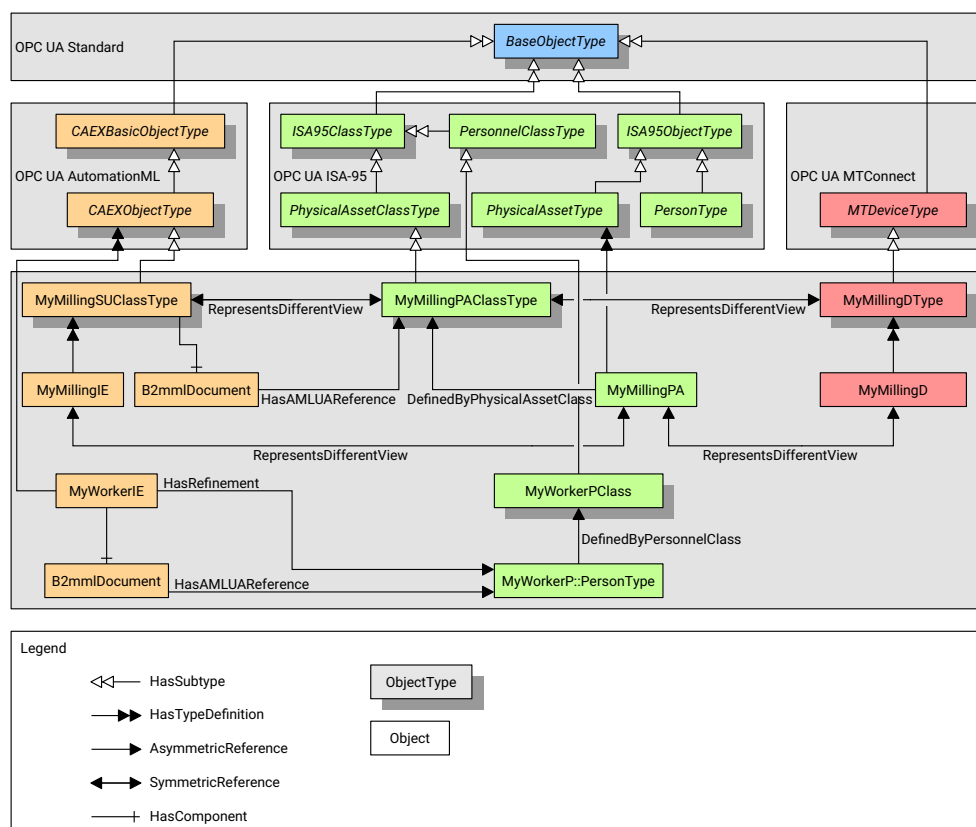 BaseObjectType
OPC UA Standard
CAEXBasicObjectType
ISA95ClassType
PersonnelClassType
ISA95ObjectType
OPC UA AutomationML
OPC UA ISA-95
OPC UA MTConnect
CAEXObjectType
PhysicalAssetClassType
PhysicalAssetType
PersonType
MTDeviceType
MyMillingSUClassType
MyMillingPAClassType
MyMillingDType
RepresentsDifferentView
RepresentsDifferentView
MyMillingIE
B2mmlDocument
MyMillingPA
MyMillingD
HasAMLUAReference
DefinedByPhysicalAssetClass
RepresentsDifferentView
RepresentsDifferentView
HasRefinement
MyWorkerIE
MyWorkerPClass
DefinedByPersonnelClass
B2mmlDocument
HasAMLUAReference
MyWorkerP::PersonType
Legend
HasSubtype
ObjectType
HasTypeDefinition
Object
AsymmetricReference
SymmetricReference
HasComponent